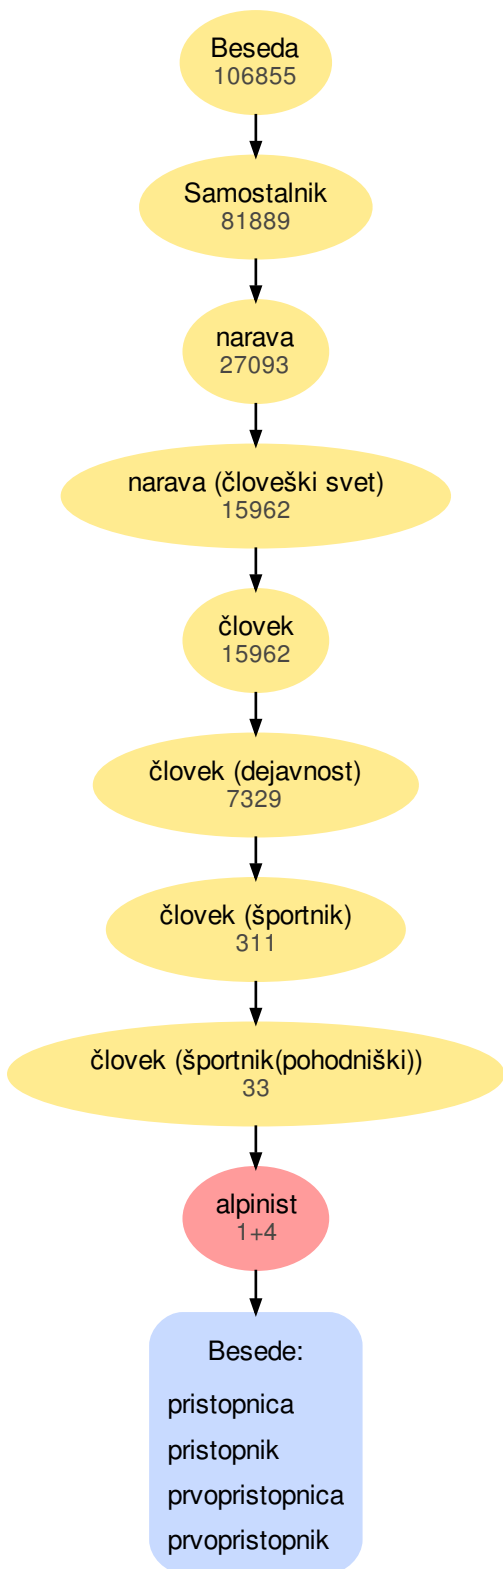 Beseda
106855
Samostalnik
81889
narava
27093
narava (človeški svet)
15962
človek
15962
človek (dejavnost)
7329
človek (športnik)
311
človek (športnik(pohodniški))
33
alpinist
1+4
Besede:
pristopnica
pristopnik
prvopristopnica
prvopristopnik